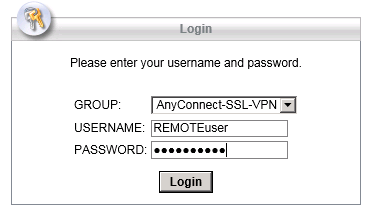 Login
Please enter your username and password.
GROUP: AnyConnect-SSL-VPN
USERNAME: REMOTEuser
PASSWORD: ●●●●●●●●●●
Login